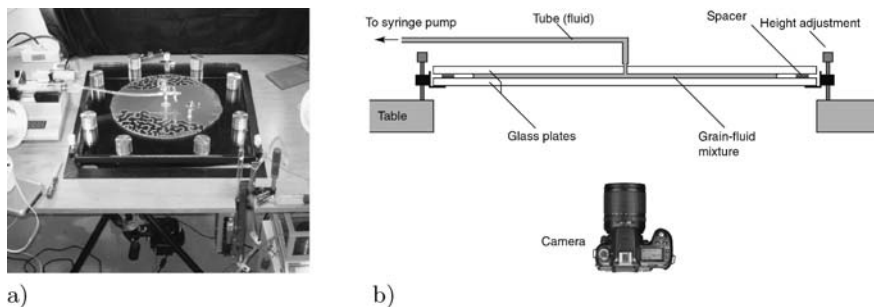 To syringe pump
Tube (fluid)
Spacer
Height adjustment
Table
Glass plates
Grain-fluid
mixture
Camera
a)
b)